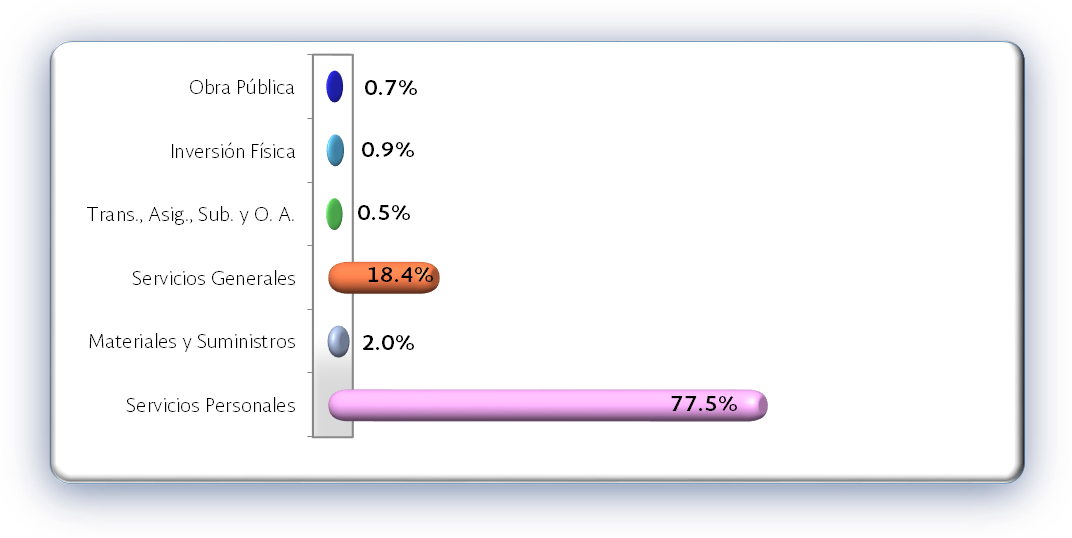 Obra Pública 0.7%
Inversión Física 0.9%
Trans., Asig., Sub. y O. A. 0.5%
Servicios Generales 18.4%
Materiales y Suministros 2.0%
Servicios Personales 77.5%